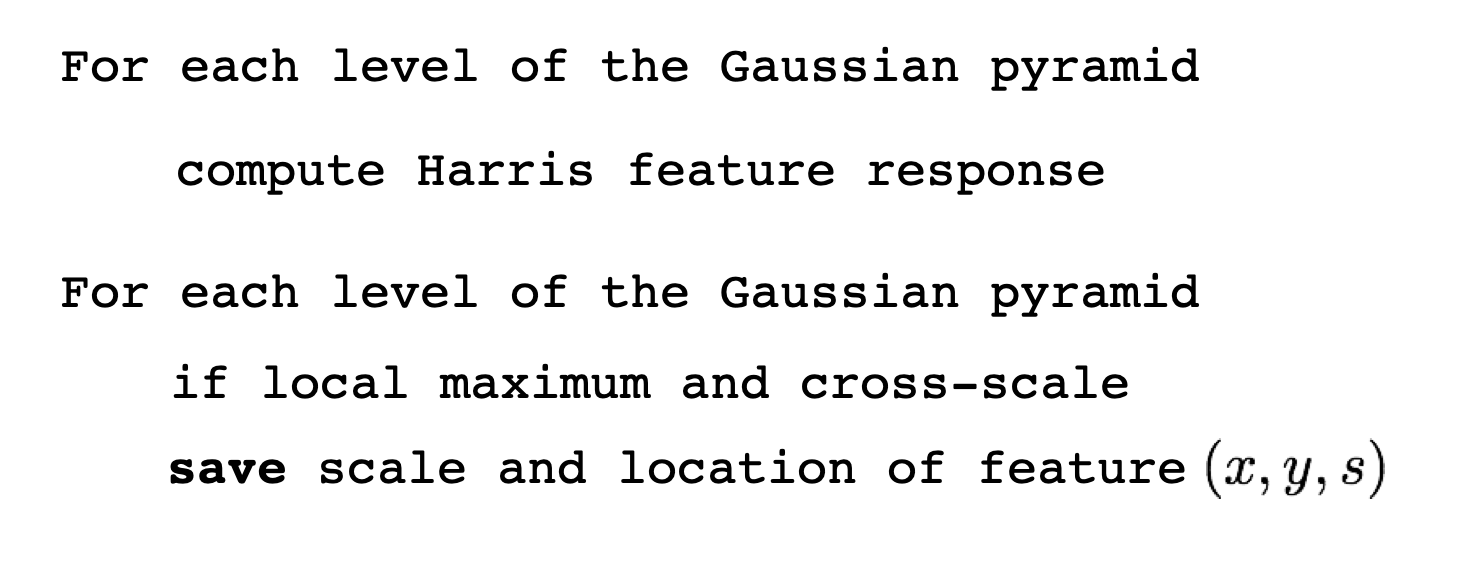 For each level of the Gaussian pyramid
compute Harris feature response
For each level of the Gaussian pyramid
if local maximum and cross-scale
save scale and location of feature (x, y, s)